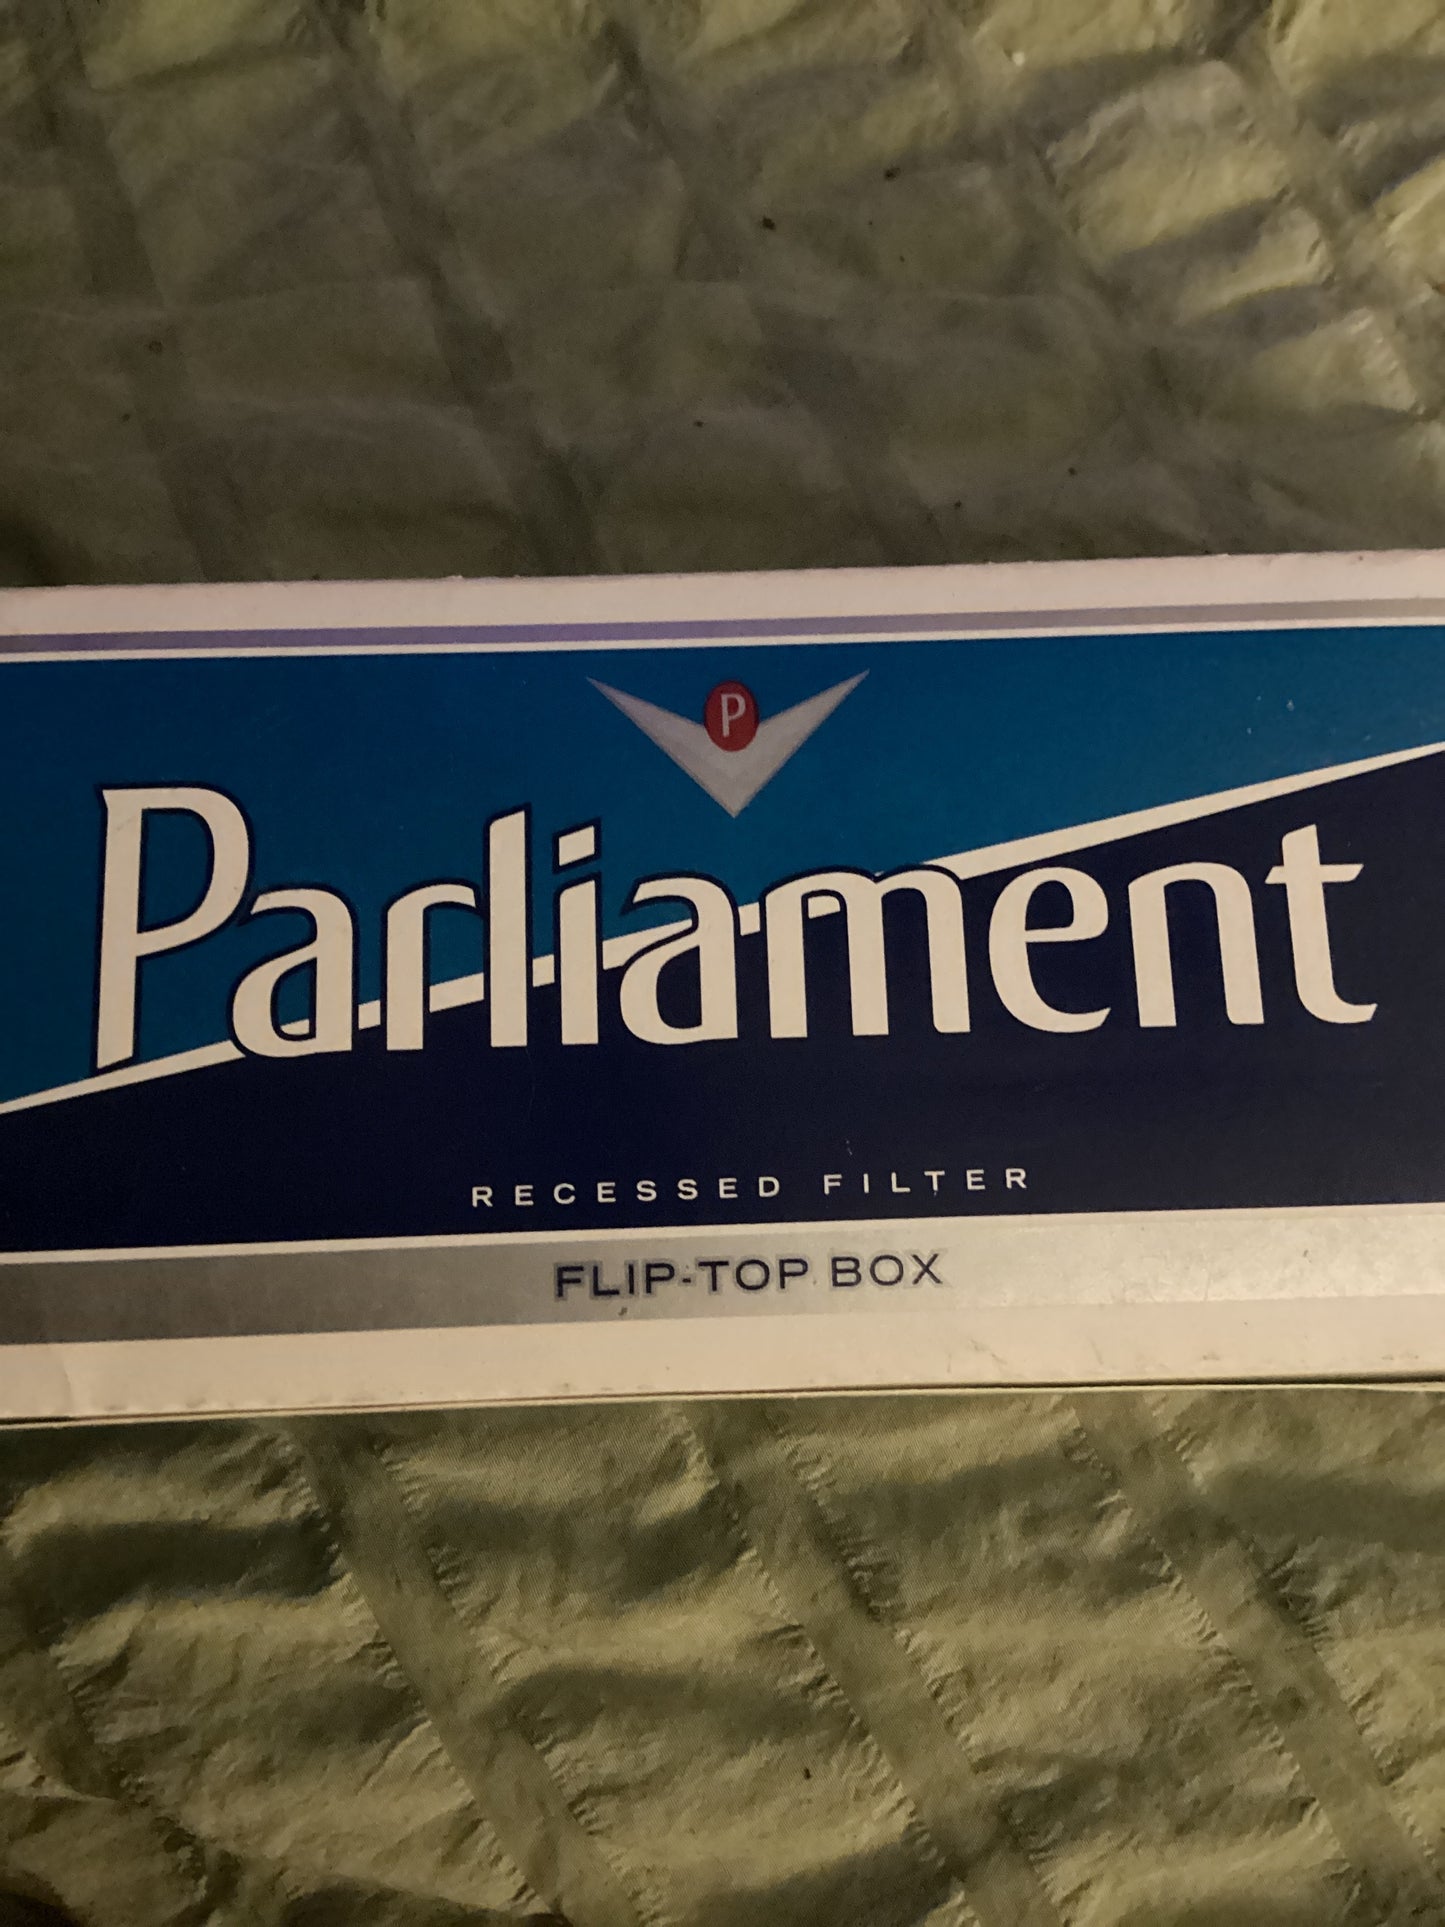 P
Parliament
RECESSED FILTER
FLIP-TOP BOX